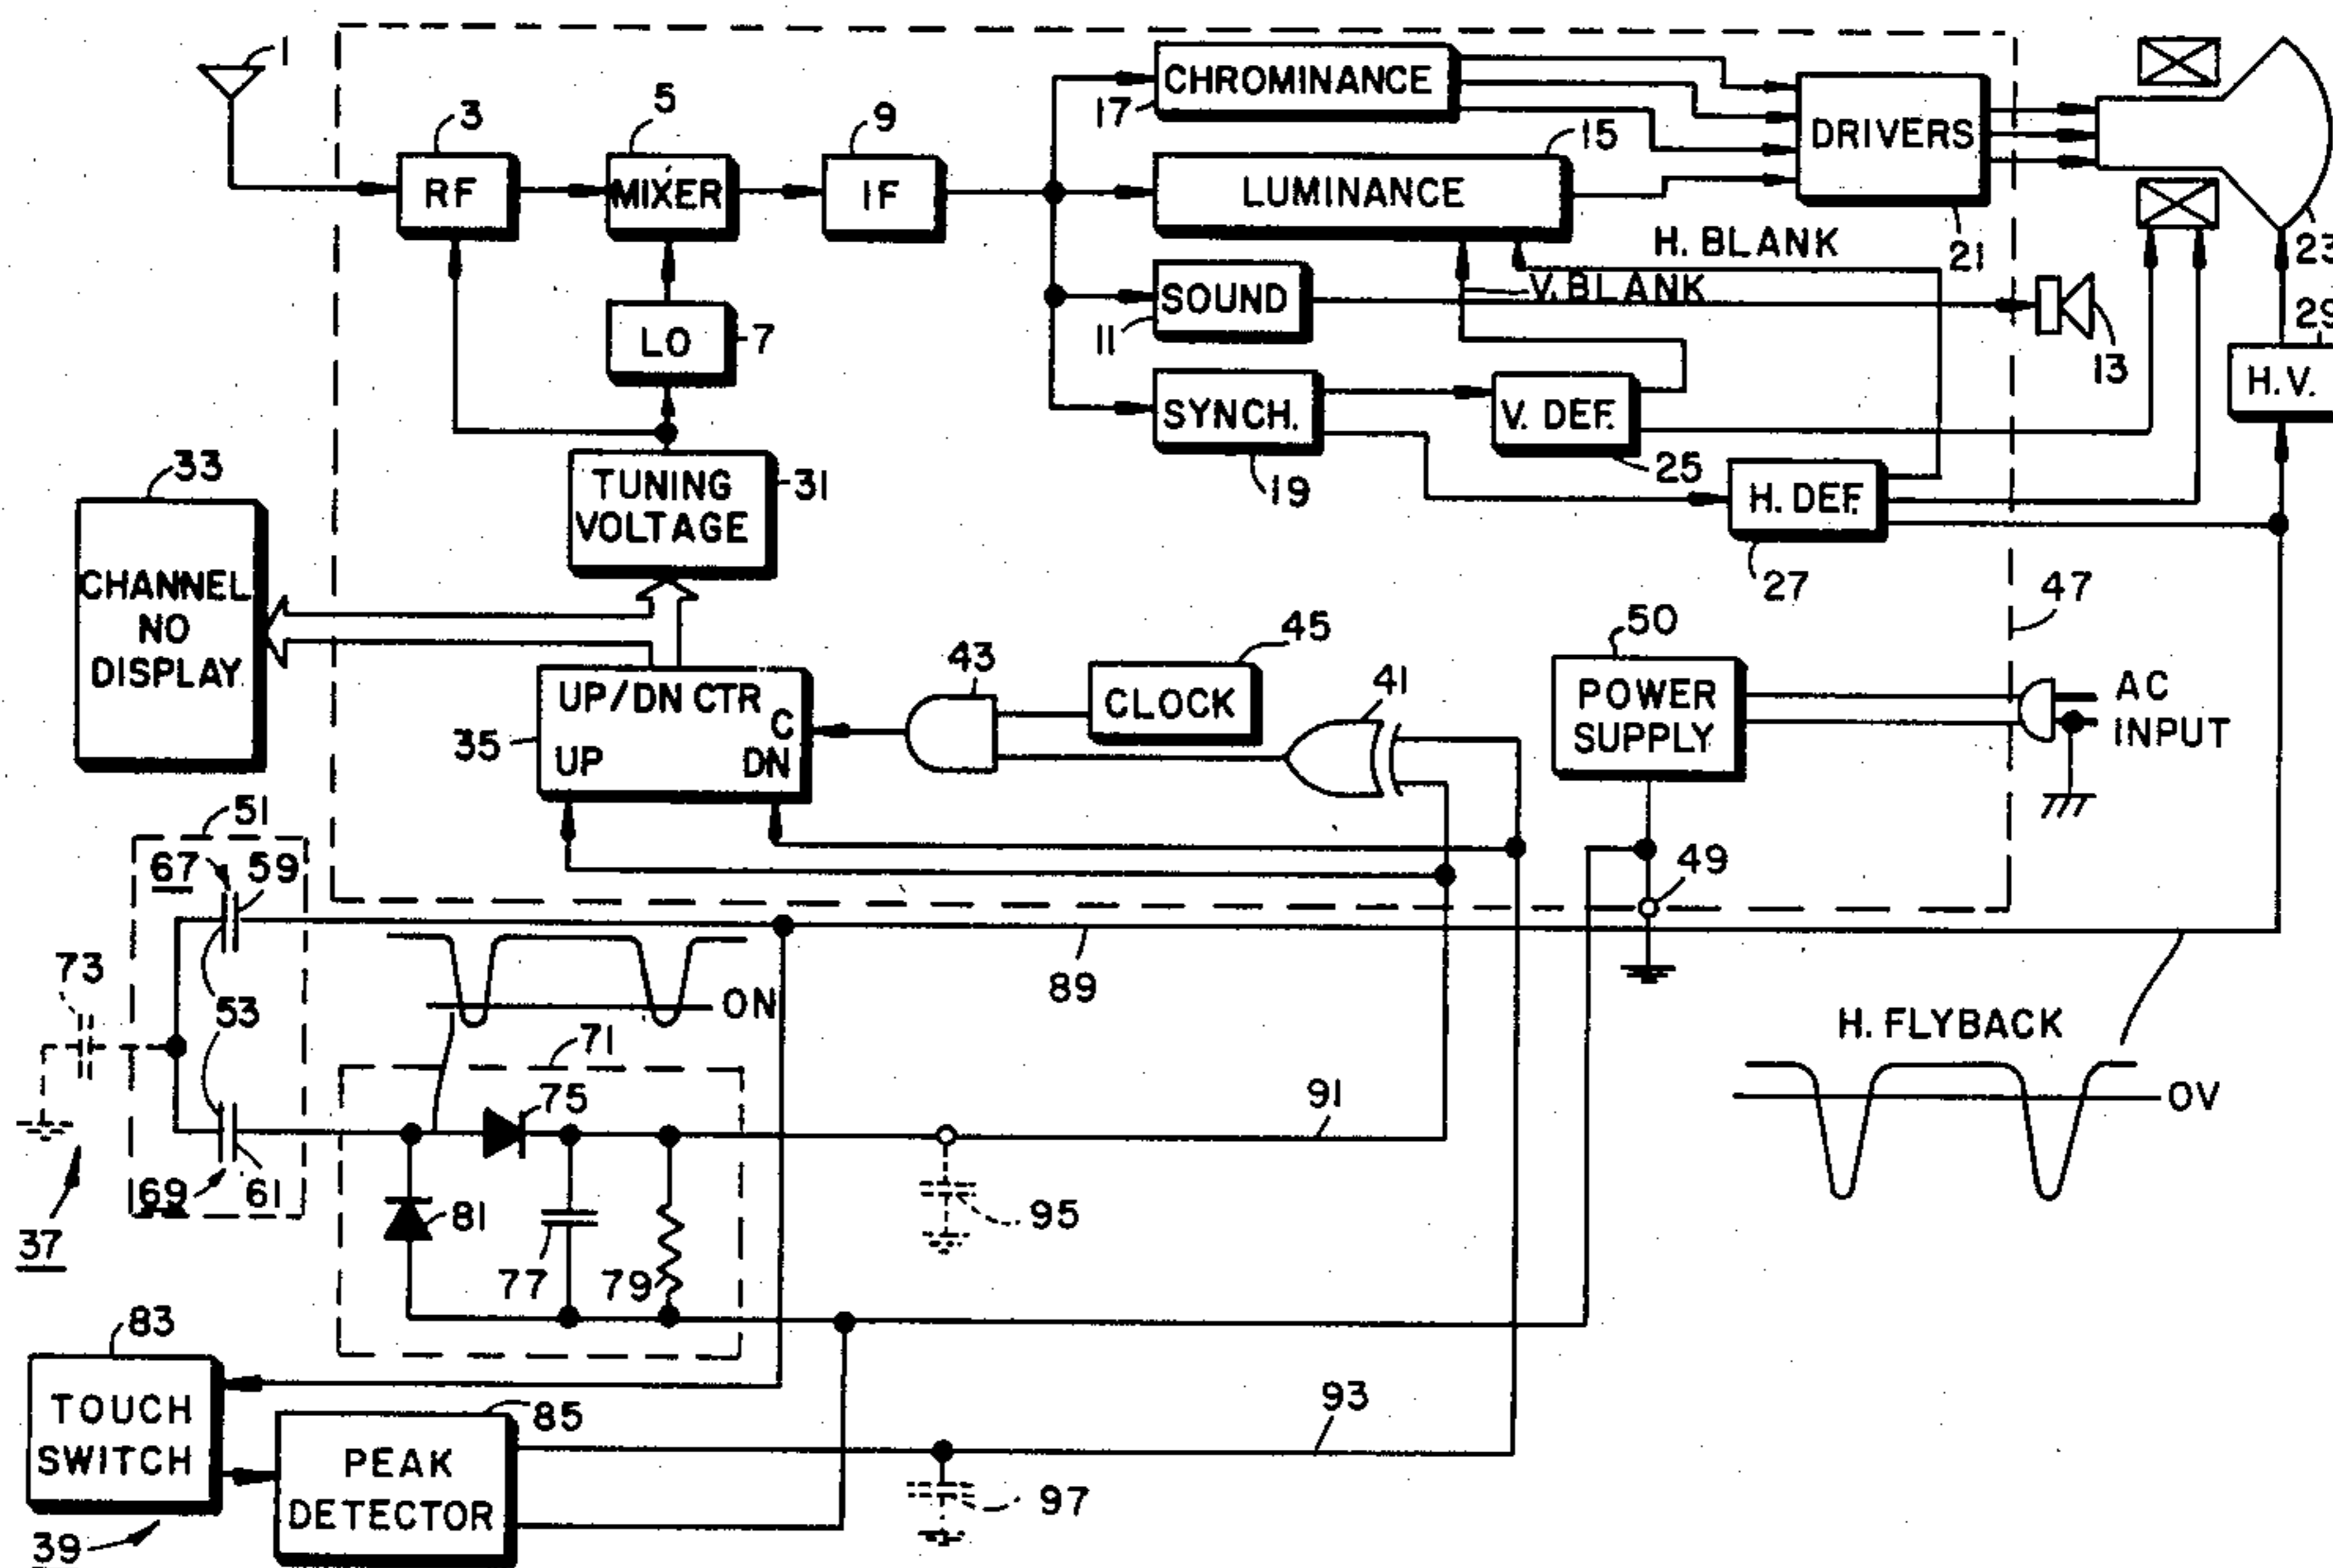 1
3
RF
5
MIXER
9
IF
CHROMINANCE
17
15
LUMINANCE
DRIVERS
21
23
H. BLANK
V. BLANK
SOUND
11
13
29
H.V.
LO
7
SYNCH.
19
V. DEF.
25
H. DEF.
27
33
CHANNEL
NO
DISPLAY
TUNING
VOLTAGE
31
47
UP/DN CTR
C
UP
DN
35
43
45
CLOCK
41
50
POWER
SUPPLY
AC
INPUT
49
51
67
59
73
53
ON
89
H. FLYBACK
OV
71
75
91
69
61
81
77
79
95
37
83
TOUCH
SWITCH
85
PEAK
DETECTOR
93
97
39